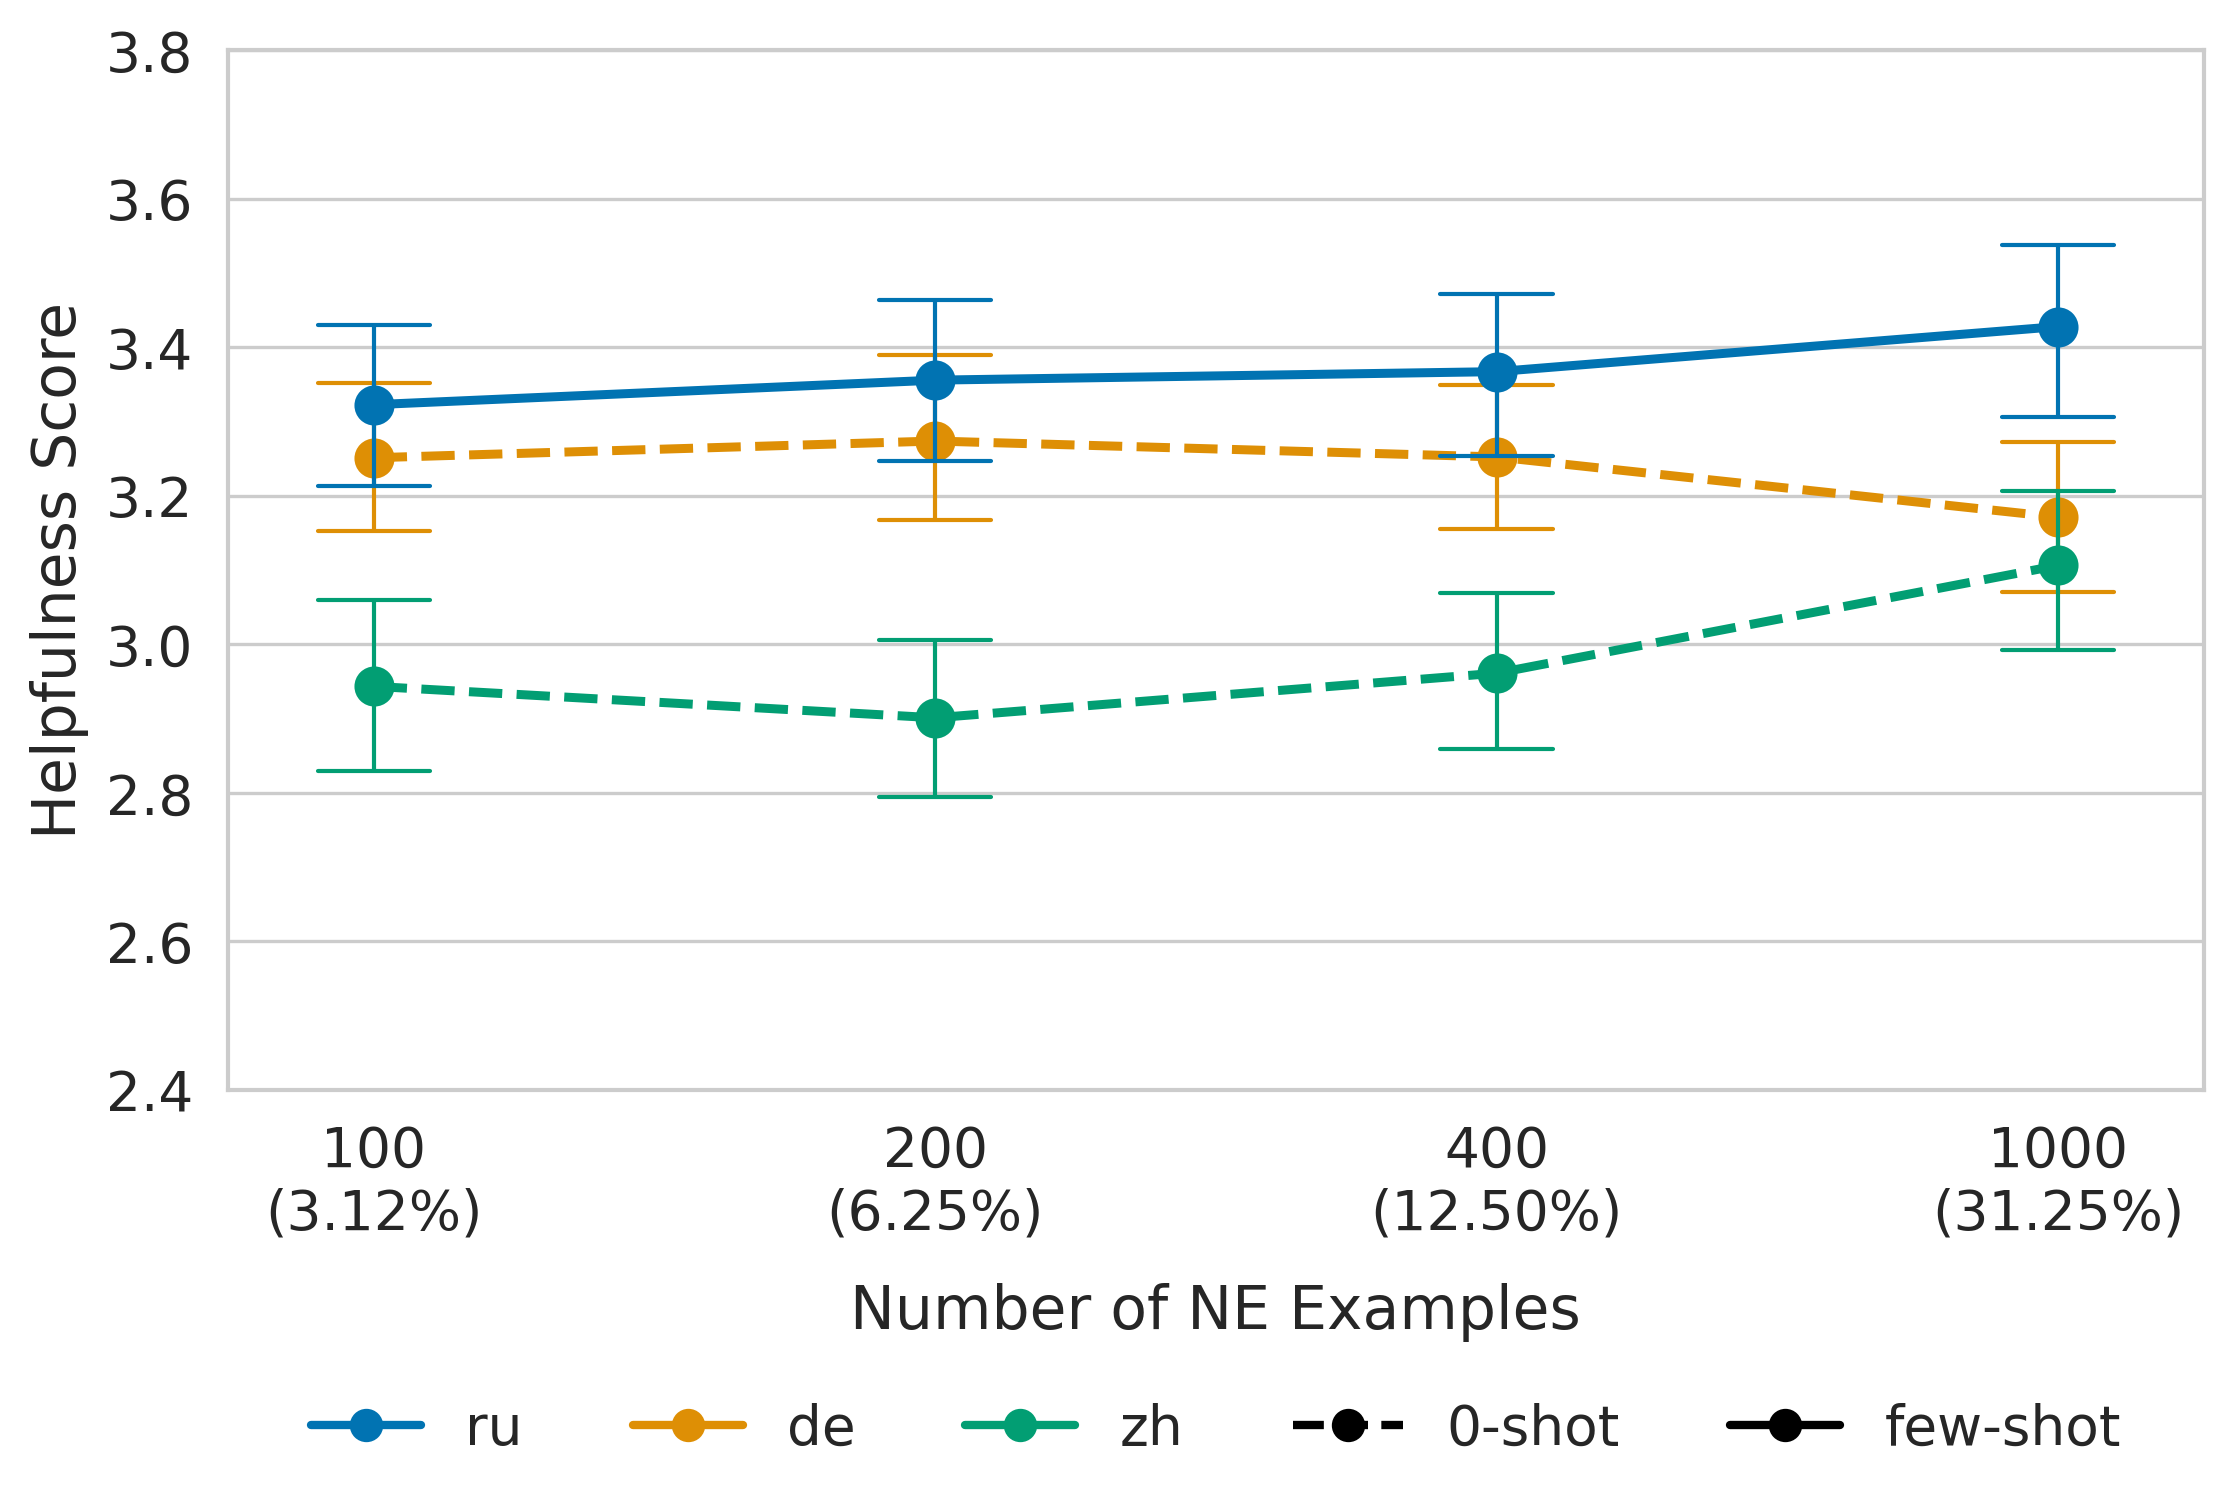 3.8
3.6
3.4
3.2
3.0
2.8
2.6
2.4
Helpfulness Score
100 200 400 1000
(3.12%) (6.25%) (12.50%) (31.25%)
Number of NE Examples
ru de zh 0-shot few-shot